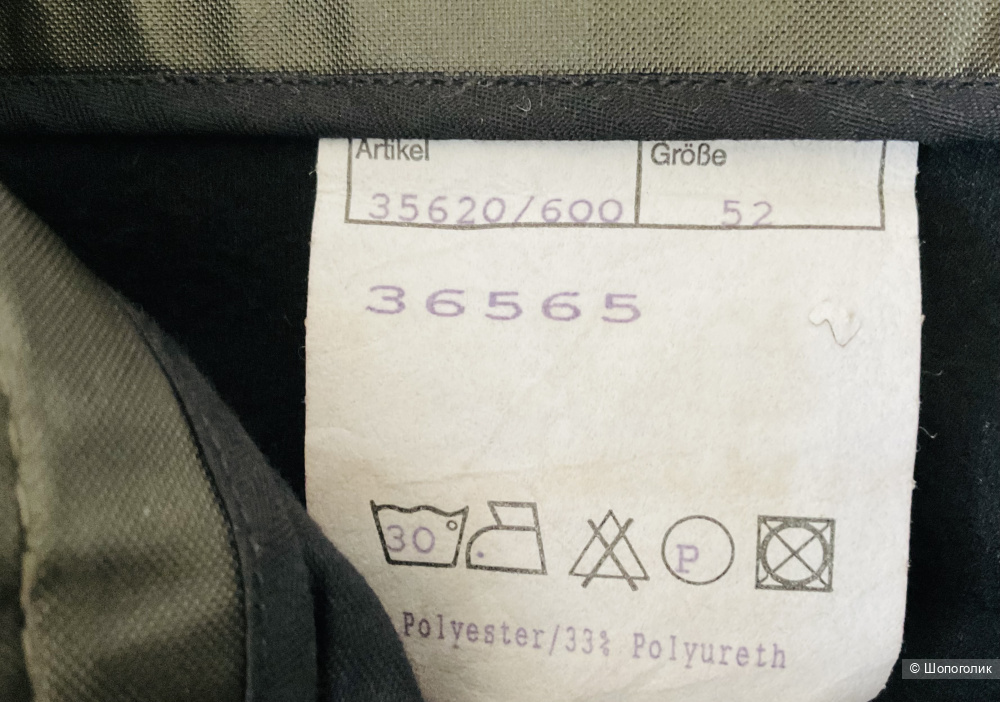 Artikel Größe
35620/600 52
36565
30 P
Polyester/33% Polyureth
© Шопоголик